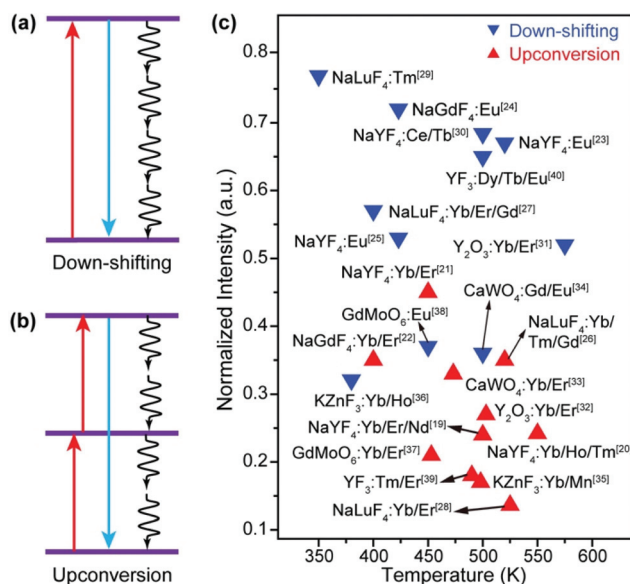 (a)
Down-shifting
(b)
Upconversion
(c)
Down-shifting
Upconversion
Normalized Intensity (a.u.)
0.8
0.7
0.6
0.5
0.4
0.3
0.2
0.1
NaLuF₄:Tm[29]
NaGdF₄:Eu[24]
NaYF₄:Ce/Tb[30]
NaYF₄:Eu[23]
YF₃:Dy/Tb/Eu[40]
NaLuF₄:Yb/Er/Gd[27]
NaYF₄:Eu[25]
Y₂O₃:Yb/Er[31]
NaYF₄:Yb/Er[21]
CaWO₄:Gd/Eu[34]
GdMoO₆:Eu[38]
NaLuF₄:Yb/
Tm/Gd[26]
NaGdF₄:Yb/Er[22]
CaWO₄:Yb/Er[33]
KZnF₃:Yb/Ho[36]
Y₂O₃:Yb/Er[32]
NaYF₄:Yb/Er/Nd[19]
NaYF₄:Yb/Ho/Tm[20
GdMoO₆:Yb/Er[37]
YF₃:Tm/Er[39]
KZnF₃:Yb/Mn[35]
NaLuF₄:Yb/Er[28]
350 400 450 500 550 600
Temperature (K)